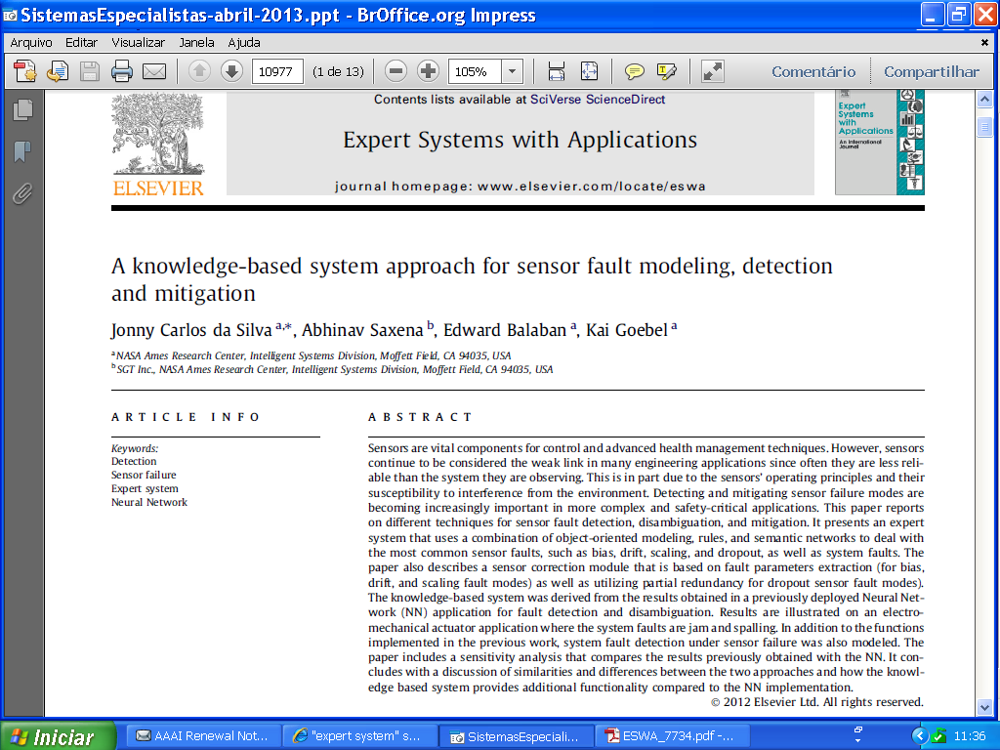 SistemasEspecialistas-abril-2013.ppt - BrOffice.org Impress
Arquivo Editar Visualizar Janela Ajuda
10977 (1 de 13) 105% Comentário Compartilhar
Contents lists available at SciVerse ScienceDirect
Expert Systems with Applications
journal homepage: www.elsevier.com/locate/eswa
ELSEVIER
Expert
Systems
with
Applications
An International
Journal
A knowledge-based system approach for sensor fault modeling, detection
and mitigation
Jonny Carlos da Silva a,*, Abhinav Saxena b, Edward Balaban a, Kai Goebel a
a NASA Ames Research Center, Intelligent Systems Division, Moffett Field, CA 94035, USA
b SGT Inc., NASA Ames Research Center, Intelligent Systems Division, Moffett Field, CA 94035, USA
ARTICLE INFO
Keywords:
Detection
Sensor failure
Expert system
Neural Network
ABSTRACT
Sensors are vital components for control and advanced health management techniques. However, sensors
continue to be considered the weak link in many engineering applications since often they are less reli-
able than the system they are observing. This is in part due to the sensors' operating principles and their
susceptibility to interference from the environment. Detecting and mitigating sensor failure modes are
becoming increasingly important in more complex and safety-critical applications. This paper reports
on different techniques for sensor fault detection, disambiguation, and mitigation. It presents an expert
system that uses a combination of object-oriented modeling, rules, and semantic networks to deal with
the most common sensor faults, such as bias, drift, scaling, and dropout, as well as system faults. The
paper also describes a sensor correction module that is based on fault parameters extraction (for bias,
drift, and scaling fault modes) as well as utilizing partial redundancy for dropout sensor fault modes).
The knowledge-based system was derived from the results obtained in a previously deployed Neural Net-
work (NN) application for fault detection and disambiguation. Results are illustrated on an electro-
mechanical actuator application where the system faults are jam and spalling. In addition to the functions
implemented in the previous work, system fault detection under sensor failure was also modeled. The
paper includes a sensitivity analysis that compares the results previously obtained with the NN. It con-
cludes with a discussion of similarities and differences between the two approaches and how the knowl-
edge based system provides additional functionality compared to the NN implementation.
© 2012 Elsevier Ltd. All rights reserved.
Iniciar AAAI Renewal Not... "expert system" s... SistemasEspeciali... ESWA_7734.pdf -... 11:36